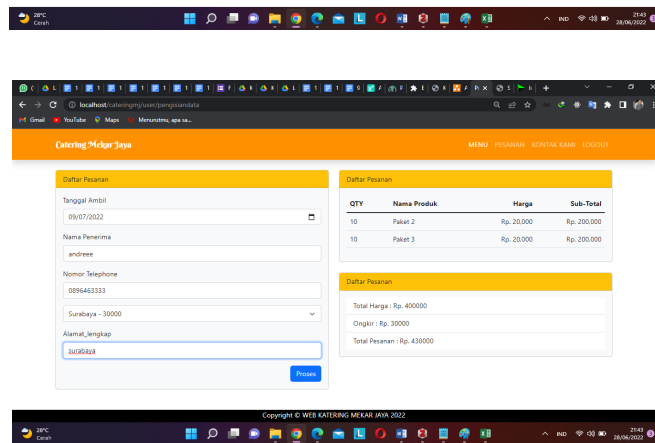 28°C
Cerah
IND
21:43
28/06/2022
localhost/cateringmj/user/pengisiandata
Gmail YouTube Maps Menurutmu, apa sa...
Catering Mekar Jaya MENU PESANAN KONTAK KAMI LOGOUT
Daftar Pesanan
Tanggal Ambil
09/07/2022
Nama Penerima
andreee
Nomor Telephone
0896463333
Surabaya - 30000
Alamat_lengkap
surabaya
Proses
Daftar Pesanan
QTY Nama Produk Harga Sub-Total
10 Paket 2 Rp. 20,000 Rp. 200,000
10 Paket 3 Rp. 20,000 Rp. 200,000
Daftar Pesanan
Total Harga : Rp. 400000
Ongkir : Rp. 30000
Total Pesanan : Rp. 430000
Copyright © WEB KATERING MEKAR JAYA 2022
28°C
Cerah
IND
21:43
28/06/2022